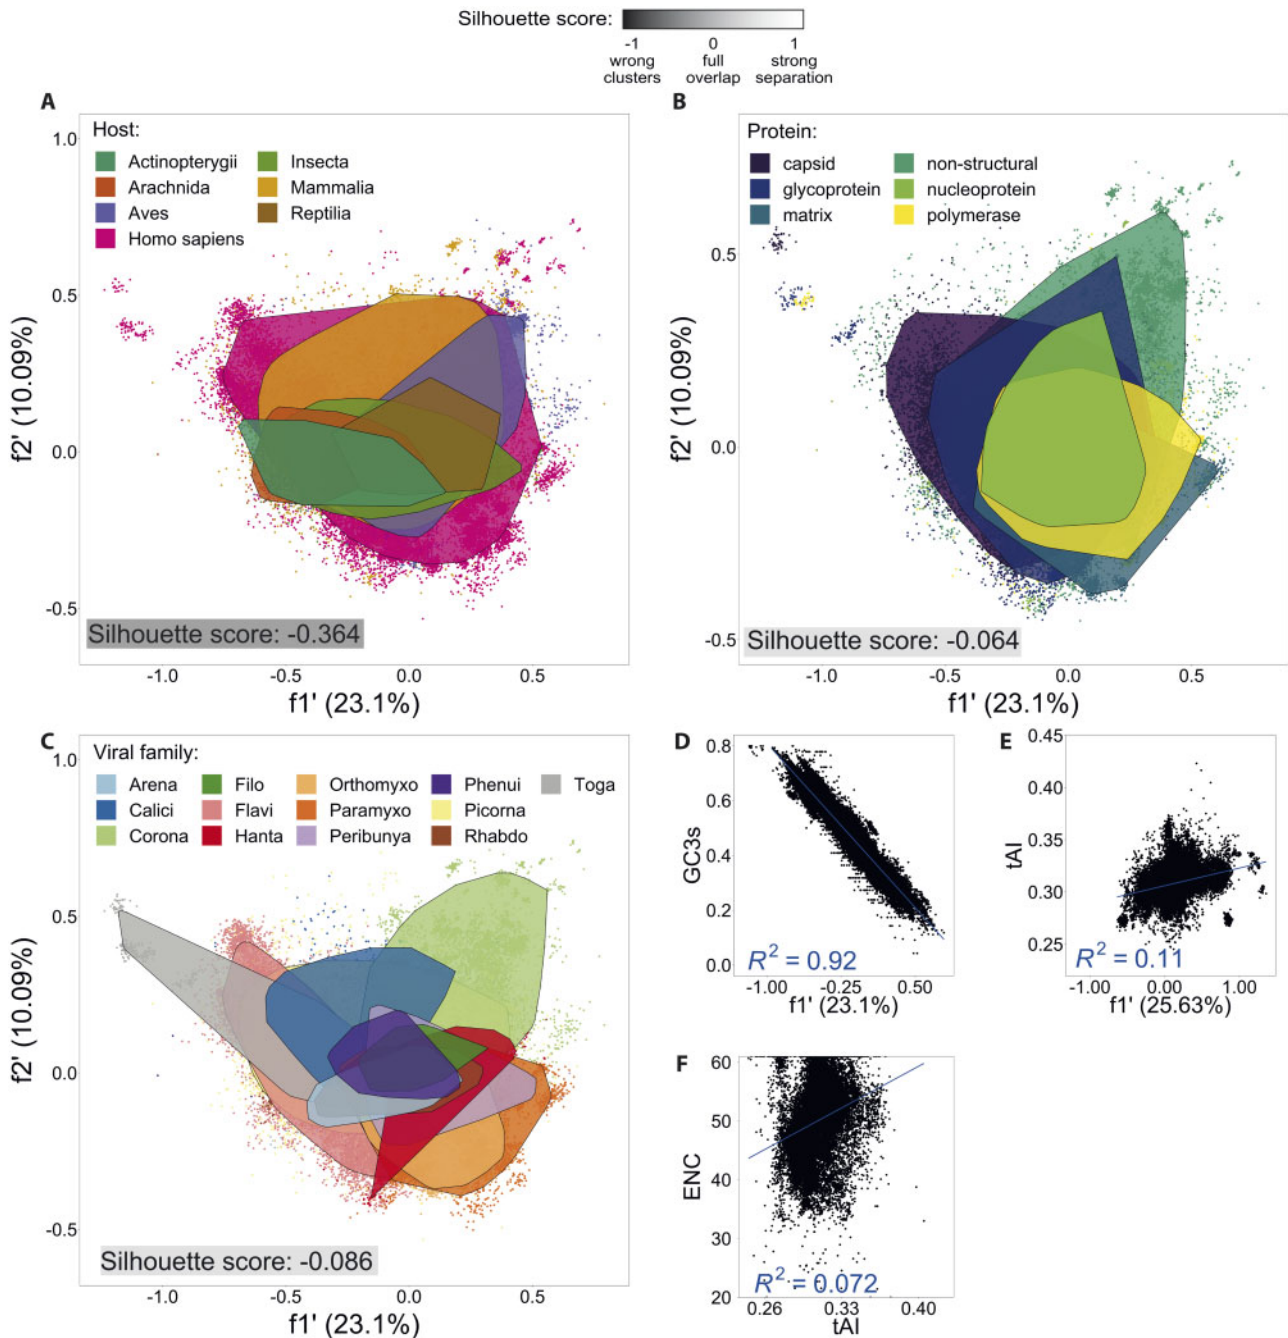 Silhouette score:
-1 0 1
wrong full strong
clusters overlap separation
A
Host:
Actinopterygii Insecta
Arachnida Mammalia
Aves Reptilia
Homo sapiens
1.0
0.5
0.0
-0.5
f2' (10.09%)
Silhouette score: -0.364
-1.0 -0.5 0.0 0.5
f1' (23.1%)
B
Protein:
capsid non-structural
glycoprotein nucleoprotein
matrix polymerase
0.5
0.0
-0.5
f2' (10.09%)
Silhouette score: -0.064
-1.0 -0.5 0.0 0.5
f1' (23.1%)
C
Viral family:
Arena Filo Orthomyxo Phenui Toga
Calici Flavi Paramyxo Picorna
Corona Hanta Peribunya Rhabdo
1.0
0.5
0.0
-0.5
f2' (10.09%)
Silhouette score: -0.086
-1.0 -0.5 0.0 0.5
f1' (23.1%)
D
0.8
0.6
0.4
0.2
0.0
GC3s
R² = 0.92
-1.00 -0.25 0.50
f1' (23.1%)
E
0.45
0.35
0.30
0.25
tAI
R² = 0.11
-1.00 0.00 1.00
f1' (25.63%)
F
60
50
40
30
20
ENC
R² = 0.072
0.26 0.33 0.40
tAI